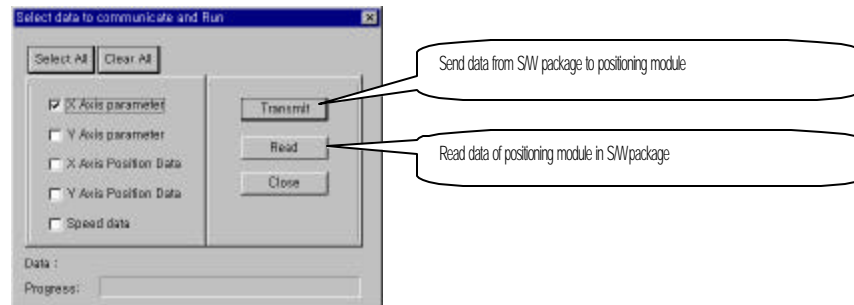 Select data to communicate and Run
Select All Clear All
X Axis parameter
Y Axis parameter
X Axis Position Data
Y Axis Position Data
Speed data
Transmit
Read
Close
Data :
Progress:
Send data from S/W package to positioning module
Read data of positioning module in S/W package